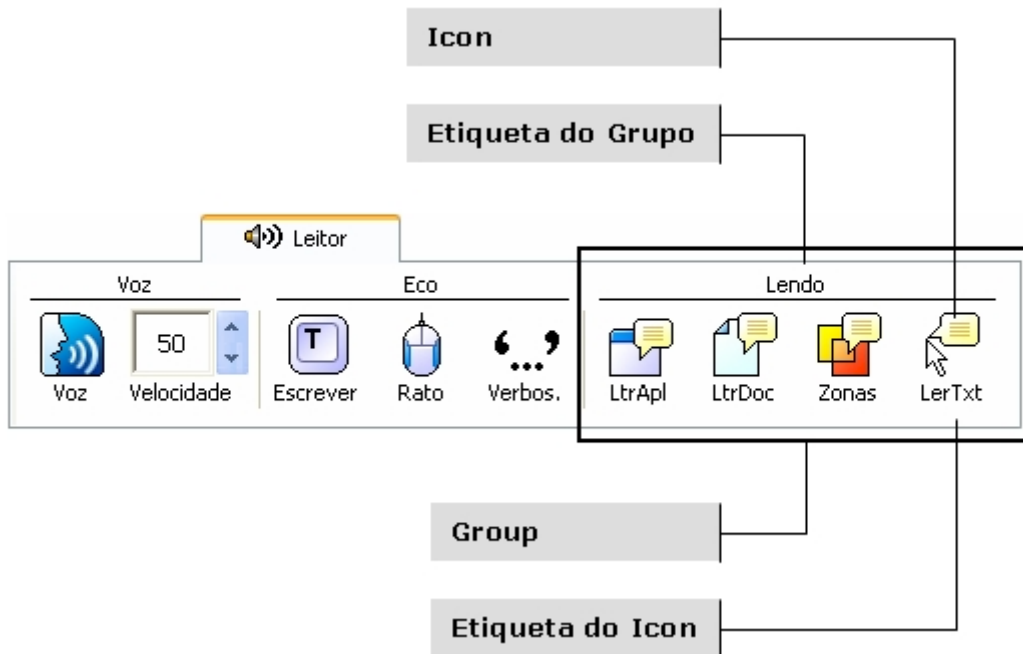 Icon
Etiqueta do Grupo
Leitor
Voz Eco Lendo
T
50
Voz Velocidade Escrever Rato Verbos. LtrApl LtrDoc Zonas LerTxt
Group
Etiqueta do Icon